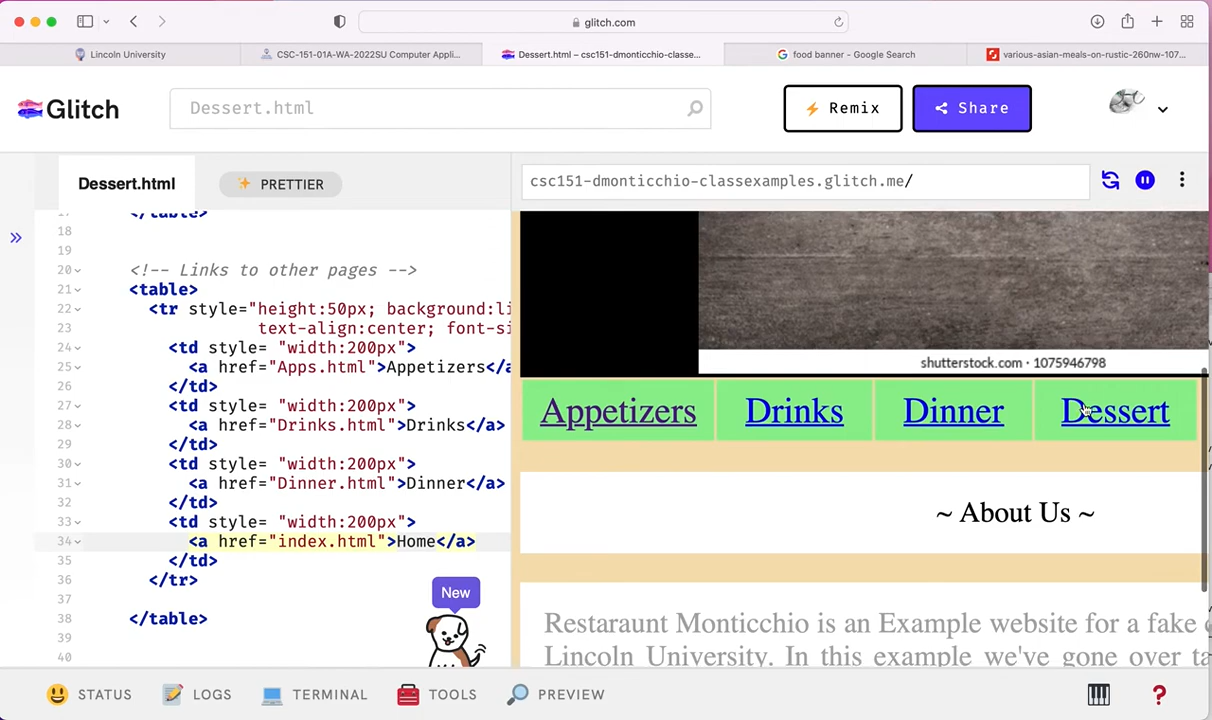 glitch.com
Lincoln University
CSC-151-01A-WA-2022SU Computer Appli...
Dessert.html – csc151-dmonticchio-classe...
food banner - Google Search
various-asian-meals-on-rustic-260nw-107...
Glitch
Dessert.html
Remix
Share
Dessert.html
PRETTIER
csc151-dmonticchio-classexamples.glitch.me/
17 </table>
18
19
20 <!-- Links to other pages -->
21 <table>
22 <tr style="height:50px; background:li
23 text-align:center; font-si
24 <td style= "width:200px">
25 <a href="Apps.html">Appetizers</a
26 </td>
27 <td style= "width:200px">
28 <a href="Drinks.html">Drinks</a>
29 </td>
30 <td style= "width:200px">
31 <a href="Dinner.html">Dinner</a>
32 </td>
33 <td style= "width:200px">
34 <a href="index.html">Home</a>
35 </td>
36 </tr>
37
38 </table>
39
40
New
shutterstock.com · 1075946798
Appetizers Drinks Dinner Dessert
~ About Us ~
Restaraunt Monticchio is an Example website for a fake
Lincoln University. In this example we've gone over ta
STATUS
LOGS
TERMINAL
TOOLS
PREVIEW
?